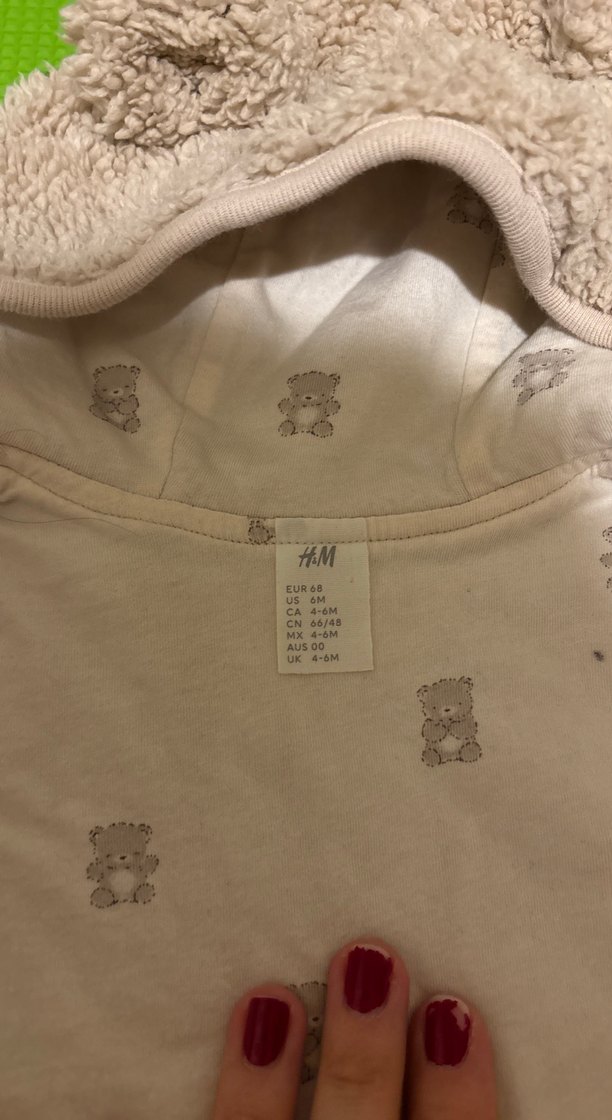 H&M
EUR 68
US 6M
CA 4-6M
CN 66/48
MX 4-6M
AUS 00
UK 4-6M